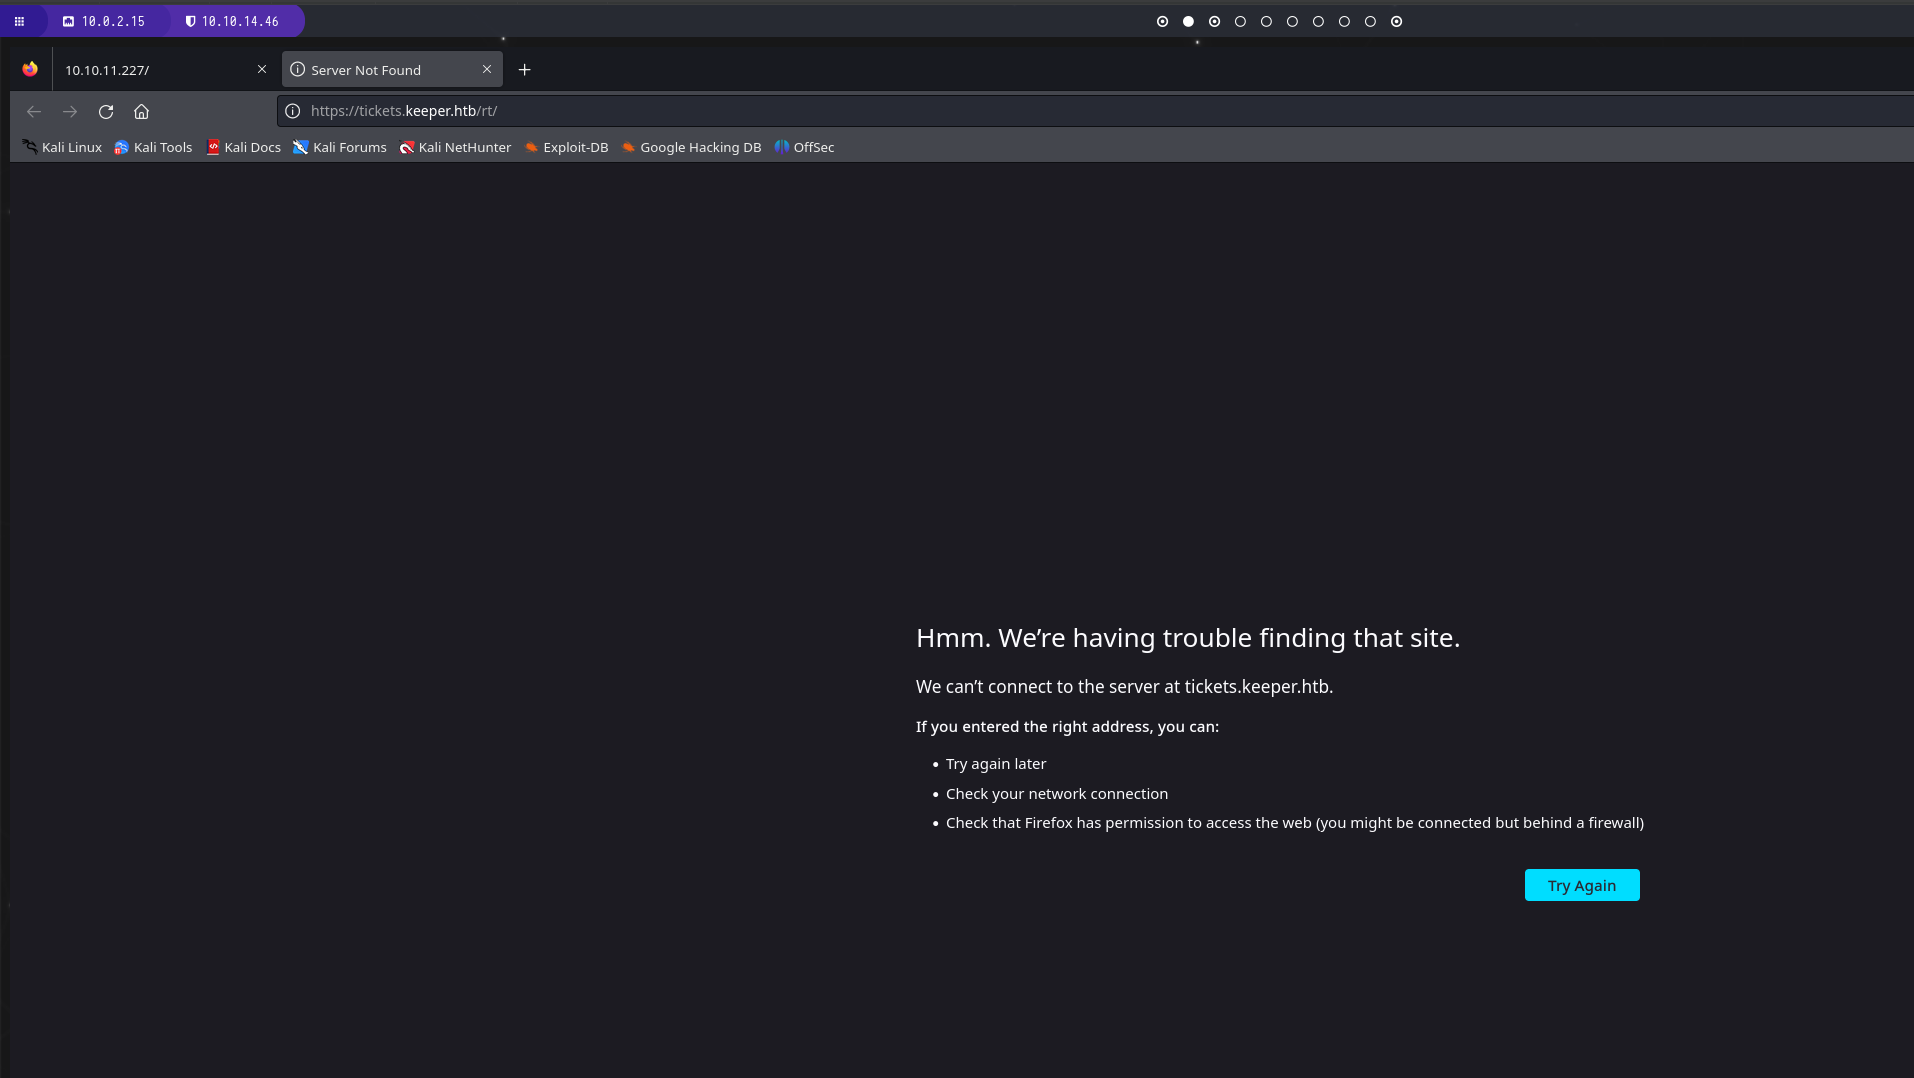 10.0.2.15 10.10.14.46
10.10.11.227/ Server Not Found
https://tickets.keeper.htb/rt/
Kali Linux Kali Tools Kali Docs Kali Forums Kali NetHunter Exploit-DB Google Hacking DB OffSec
Hmm. We’re having trouble finding that site.
We can’t connect to the server at tickets.keeper.htb.
If you entered the right address, you can:
• Try again later
• Check your network connection
• Check that Firefox has permission to access the web (you might be connected but behind a firewall)
Try Again